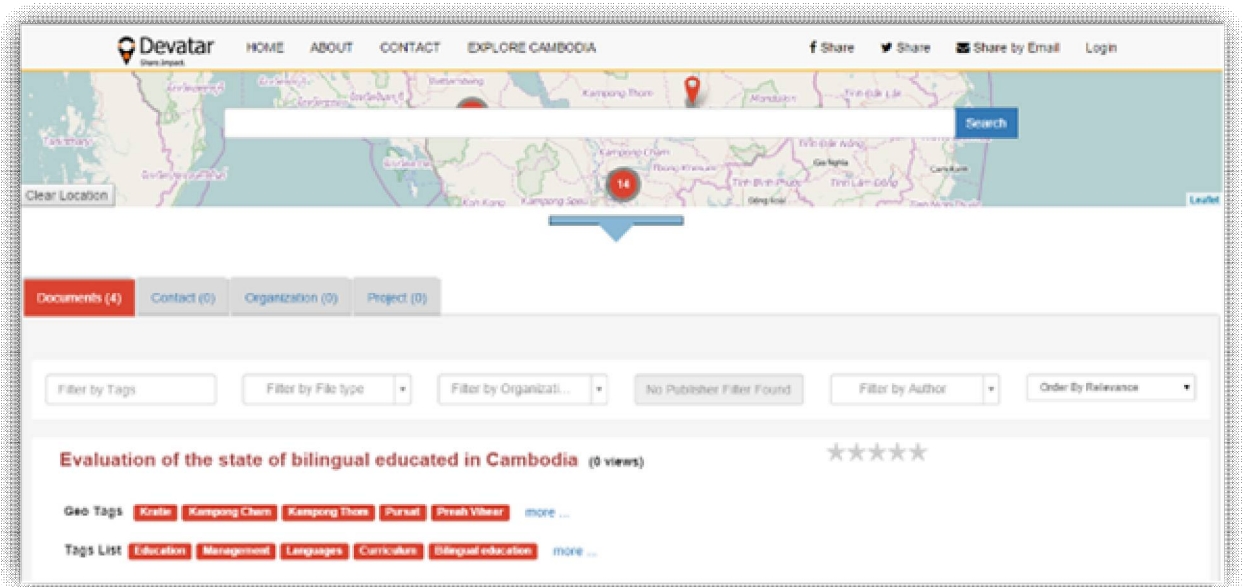 Devatar HOME ABOUT CONTACT EXPLORE CAMBODIA Share Share Share by Email Login
Share Impact
Battambang
Kampong Thom
Mondulkiri
Search
Kampong Cham
Clear Location
14
Kampong Speu
Leaflet
Documents (4) Contact (0) Organization (0) Project (0)
Filter by Tags Filter by File type Filter by Organizati... No Publisher Filter Found Filter by Author Order By Relevance
Evaluation of the state of bilingual educated in Cambodia (0 views)
Geo Tags Kratie Kampong Cham Kampong Thom Pursat Preah Vihear more ...
Tags List Education Management Languages Curriculum Bilingual education more ...